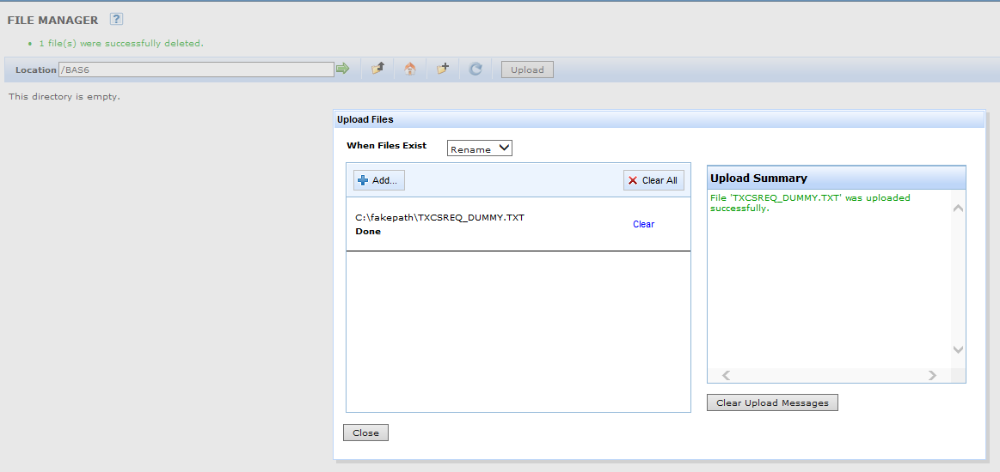 FILE MANAGER ?
1 file(s) were successfully deleted.
Location /BAS6 Upload
This directory is empty.
Upload Files
When Files Exist Rename
Add... Clear All
C:\fakepath\TXCSREQ_DUMMY.TXT
Done
Clear
Upload Summary
File 'TXCSREQ_DUMMY.TXT' was uploaded
successfully.
Clear Upload Messages
Close